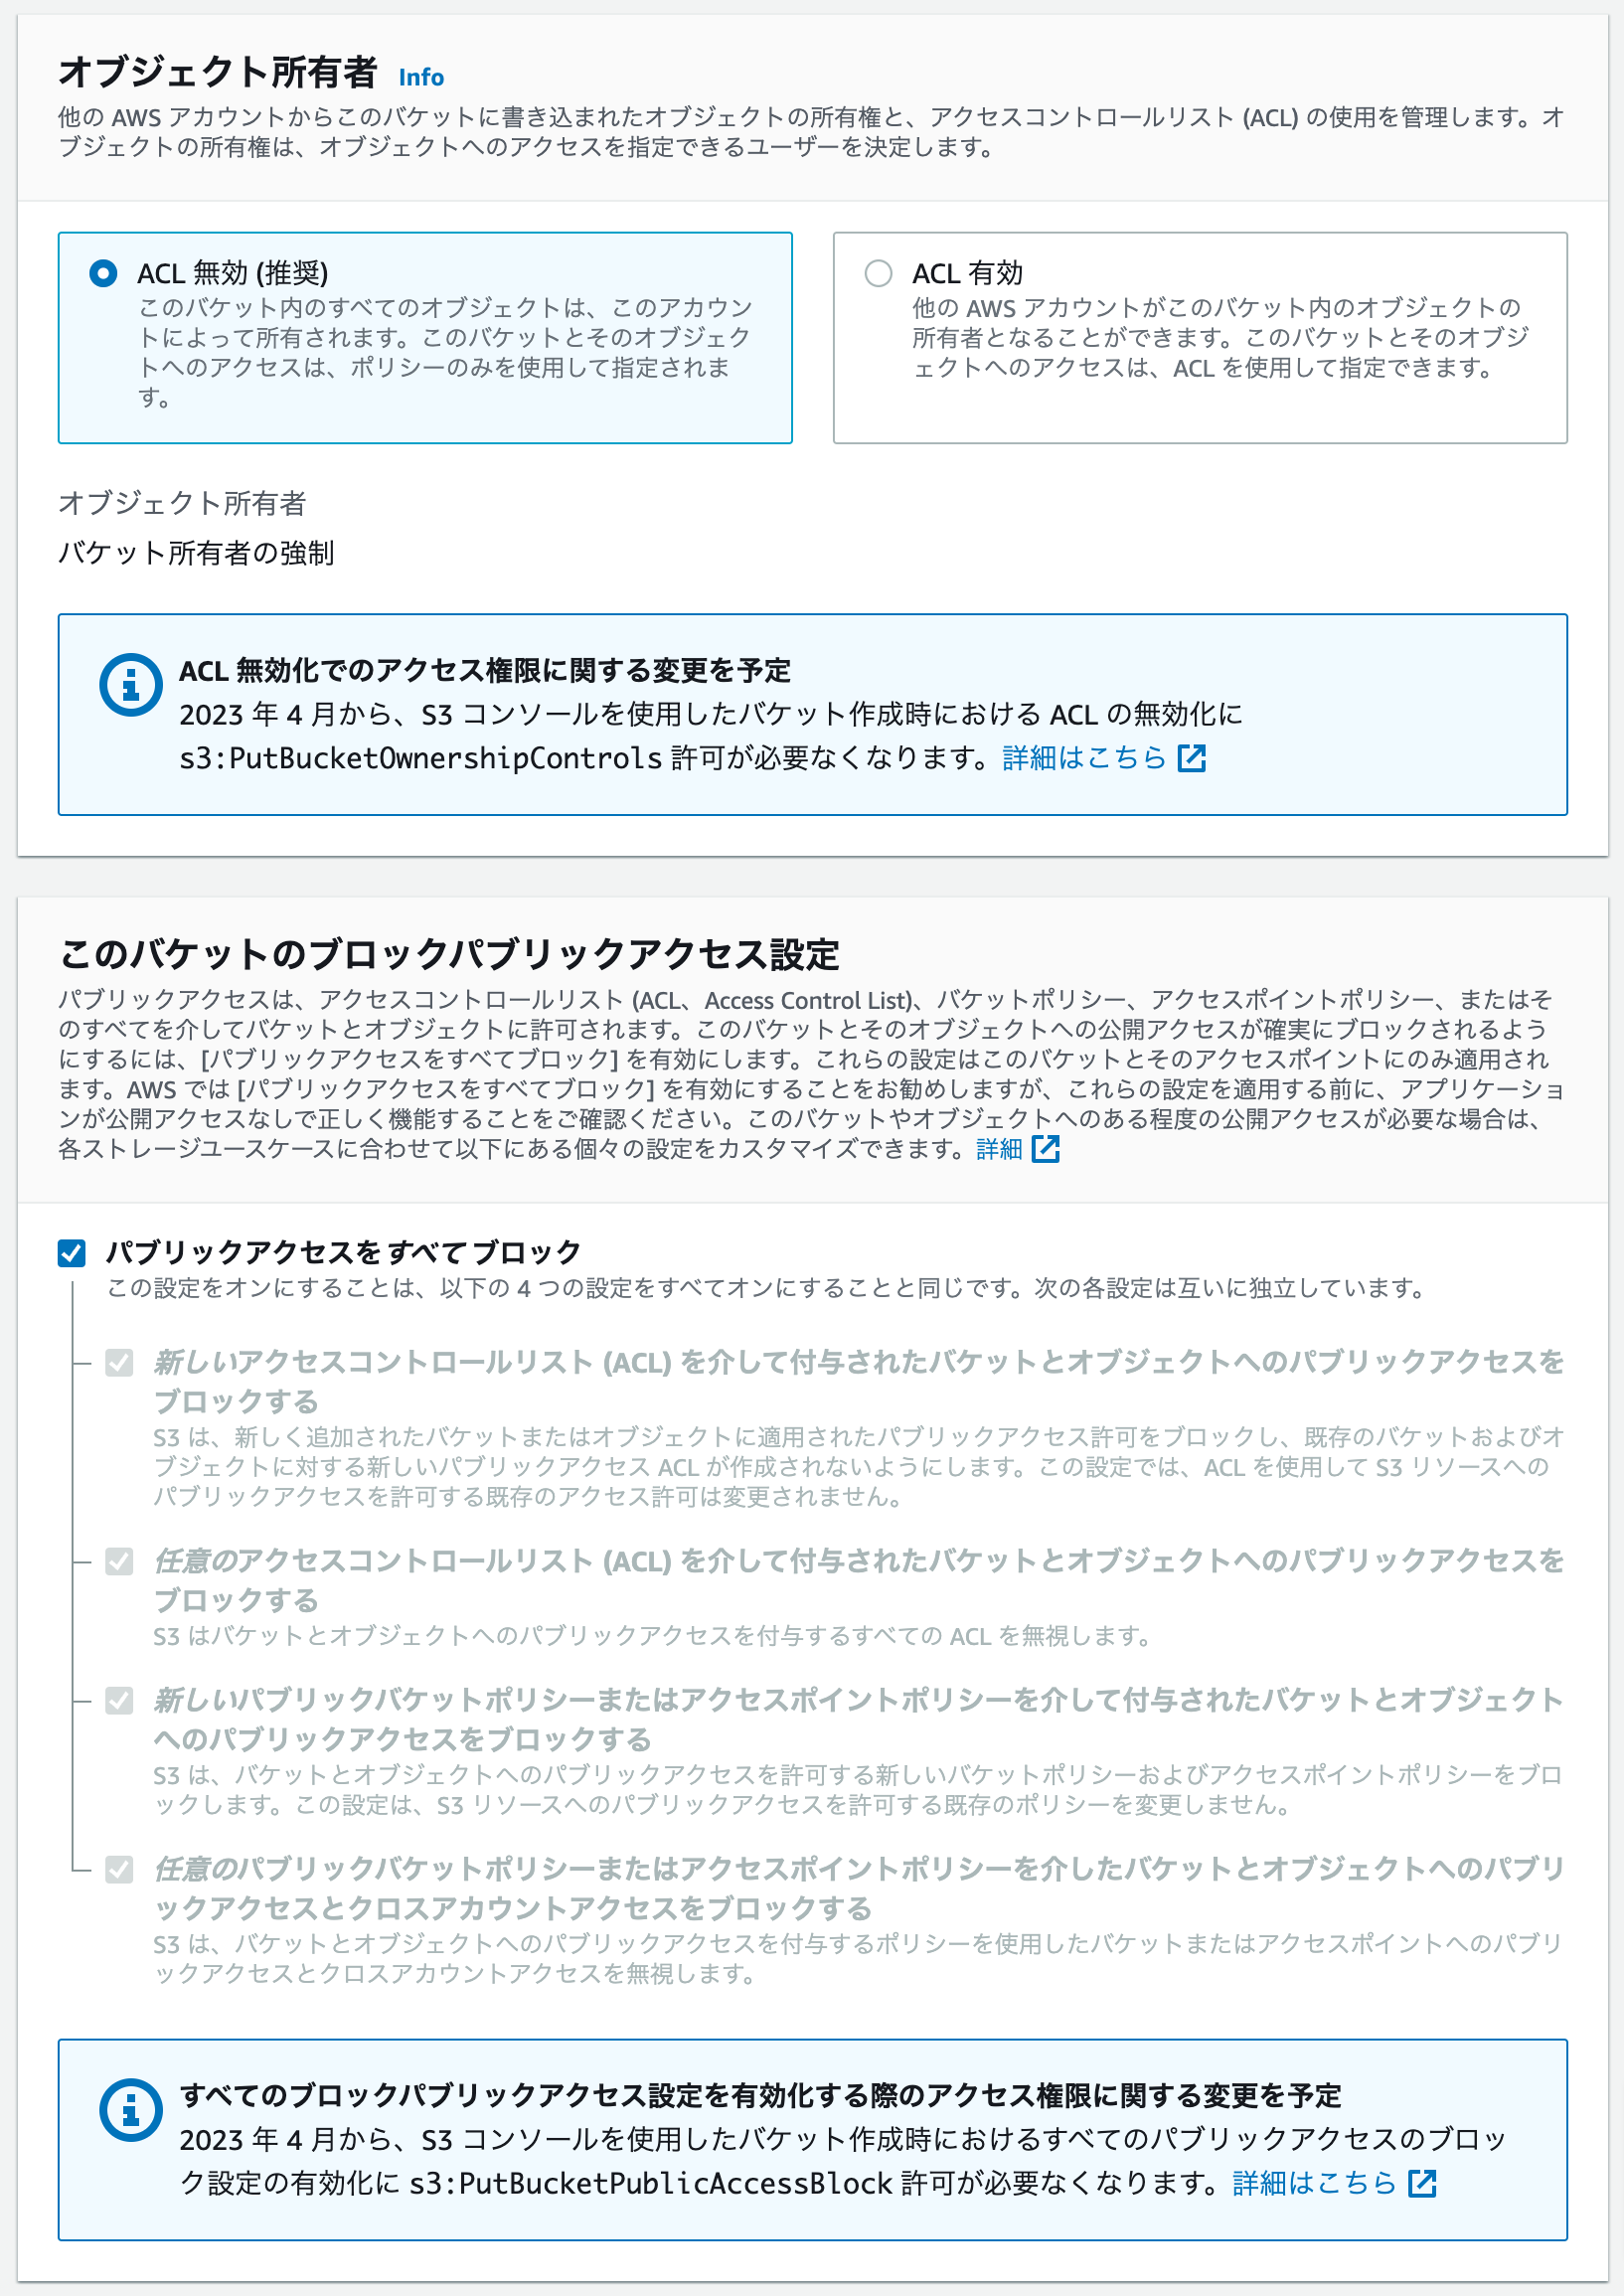 オブジェクト所有者 Info
他の AWS アカウントからこのバケットに書き込まれたオブジェクトの所有権と、アクセスコントロールリスト (ACL) の使用を管理します。オ
ブジェクトの所有権は、オブジェクトへのアクセスを指定できるユーザーを決定します。
ACL 無効 (推奨)
このバケット内のすべてのオブジェクトは、このアカウン
トによって所有されます。このバケットとそのオブジェク
トへのアクセスは、ポリシーのみを使用して指定されま
す。
ACL 有効
他の AWS アカウントがこのバケット内のオブジェクトの
所有者となることができます。このバケットとそのオブジ
ェクトへのアクセスは、ACL を使用して指定できます。
オブジェクト所有者
バケット所有者の強制
ACL 無効化でのアクセス権限に関する変更を予定
2023 年 4 月から、S3 コンソールを使用したバケット作成時における ACL の無効化に
s3:PutBucketOwnershipControls 許可が必要なくなります。詳細はこちら
このバケットのブロックパブリックアクセス設定
パブリックアクセスは、アクセスコントロールリスト (ACL、Access Control List)、バケットポリシー、アクセスポイントポリシー、またはそ
のすべてを介してバケットとオブジェクトに許可されます。このバケットとそのオブジェクトへの公開アクセスが確実にブロックされるよう
にするには、[パブリックアクセスをすべてブロック] を有効にします。これらの設定はこのバケットとそのアクセスポイントにのみ適用され
ます。AWS では [パブリックアクセスをすべてブロック] を有効にすることをお勧めしますが、これらの設定を適用する前に、アプリケーショ
ンが公開アクセスなしで正しく機能することをご確認ください。このバケットやオブジェクトへのある程度の公開アクセスが必要な場合は、
各ストレージユースケースに合わせて以下にある個々の設定をカスタマイズできます。詳細
パブリックアクセスをすべてブロック
この設定をオンにすることは、以下の 4 つの設定をすべてオンにすることと同じです。次の各設定は互いに独立しています。
新しいアクセスコントロールリスト (ACL) を介して付与されたバケットとオブジェクトへのパブリックアクセスを
ブロックする
S3 は、新しく追加されたバケットまたはオブジェクトに適用されたパブリックアクセス許可をブロックし、既存のバケットおよびオ
ブジェクトに対する新しいパブリックアクセス ACL が作成されないようにします。この設定では、ACL を使用して S3 リソースへの
パブリックアクセスを許可する既存のアクセス許可は変更されません。
任意のアクセスコントロールリスト (ACL) を介して付与されたバケットとオブジェクトへのパブリックアクセスを
ブロックする
S3 はバケットとオブジェクトへのパブリックアクセスを付与するすべての ACL を無視します。
新しいパブリックバケットポリシーまたはアクセスポイントポリシーを介して付与されたバケットとオブジェクト
へのパブリックアクセスをブロックする
S3 は、バケットとオブジェクトへのパブリックアクセスを許可する新しいバケットポリシーおよびアクセスポイントポリシーをブロ
ックします。この設定は、S3 リソースへのパブリックアクセスを許可する既存のポリシーを変更しません。
任意のパブリックバケットポリシーまたはアクセスポイントポリシーを介したバケットとオブジェクトへのパブリ
ックアクセスとクロスアカウントアクセスをブロックする
S3 は、バケットとオブジェクトへのパブリックアクセスを付与するポリシーを使用したバケットまたはアクセスポイントへのパブリ
ックアクセスとクロスアカウントアクセスを無視します。
すべてのブロックパブリックアクセス設定を有効化する際のアクセス権限に関する変更を予定
2023 年 4 月から、S3 コンソールを使用したバケット作成時におけるすべてのパブリックアクセスのブロッ
ク設定の有効化に s3:PutBucketPublicAccessBlock 許可が必要なくなります。詳細はこちら